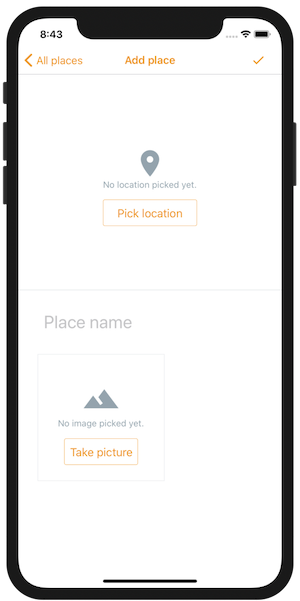 8:43
All places Add place
No location picked yet.
Pick location
Place name
No image picked yet.
Take picture